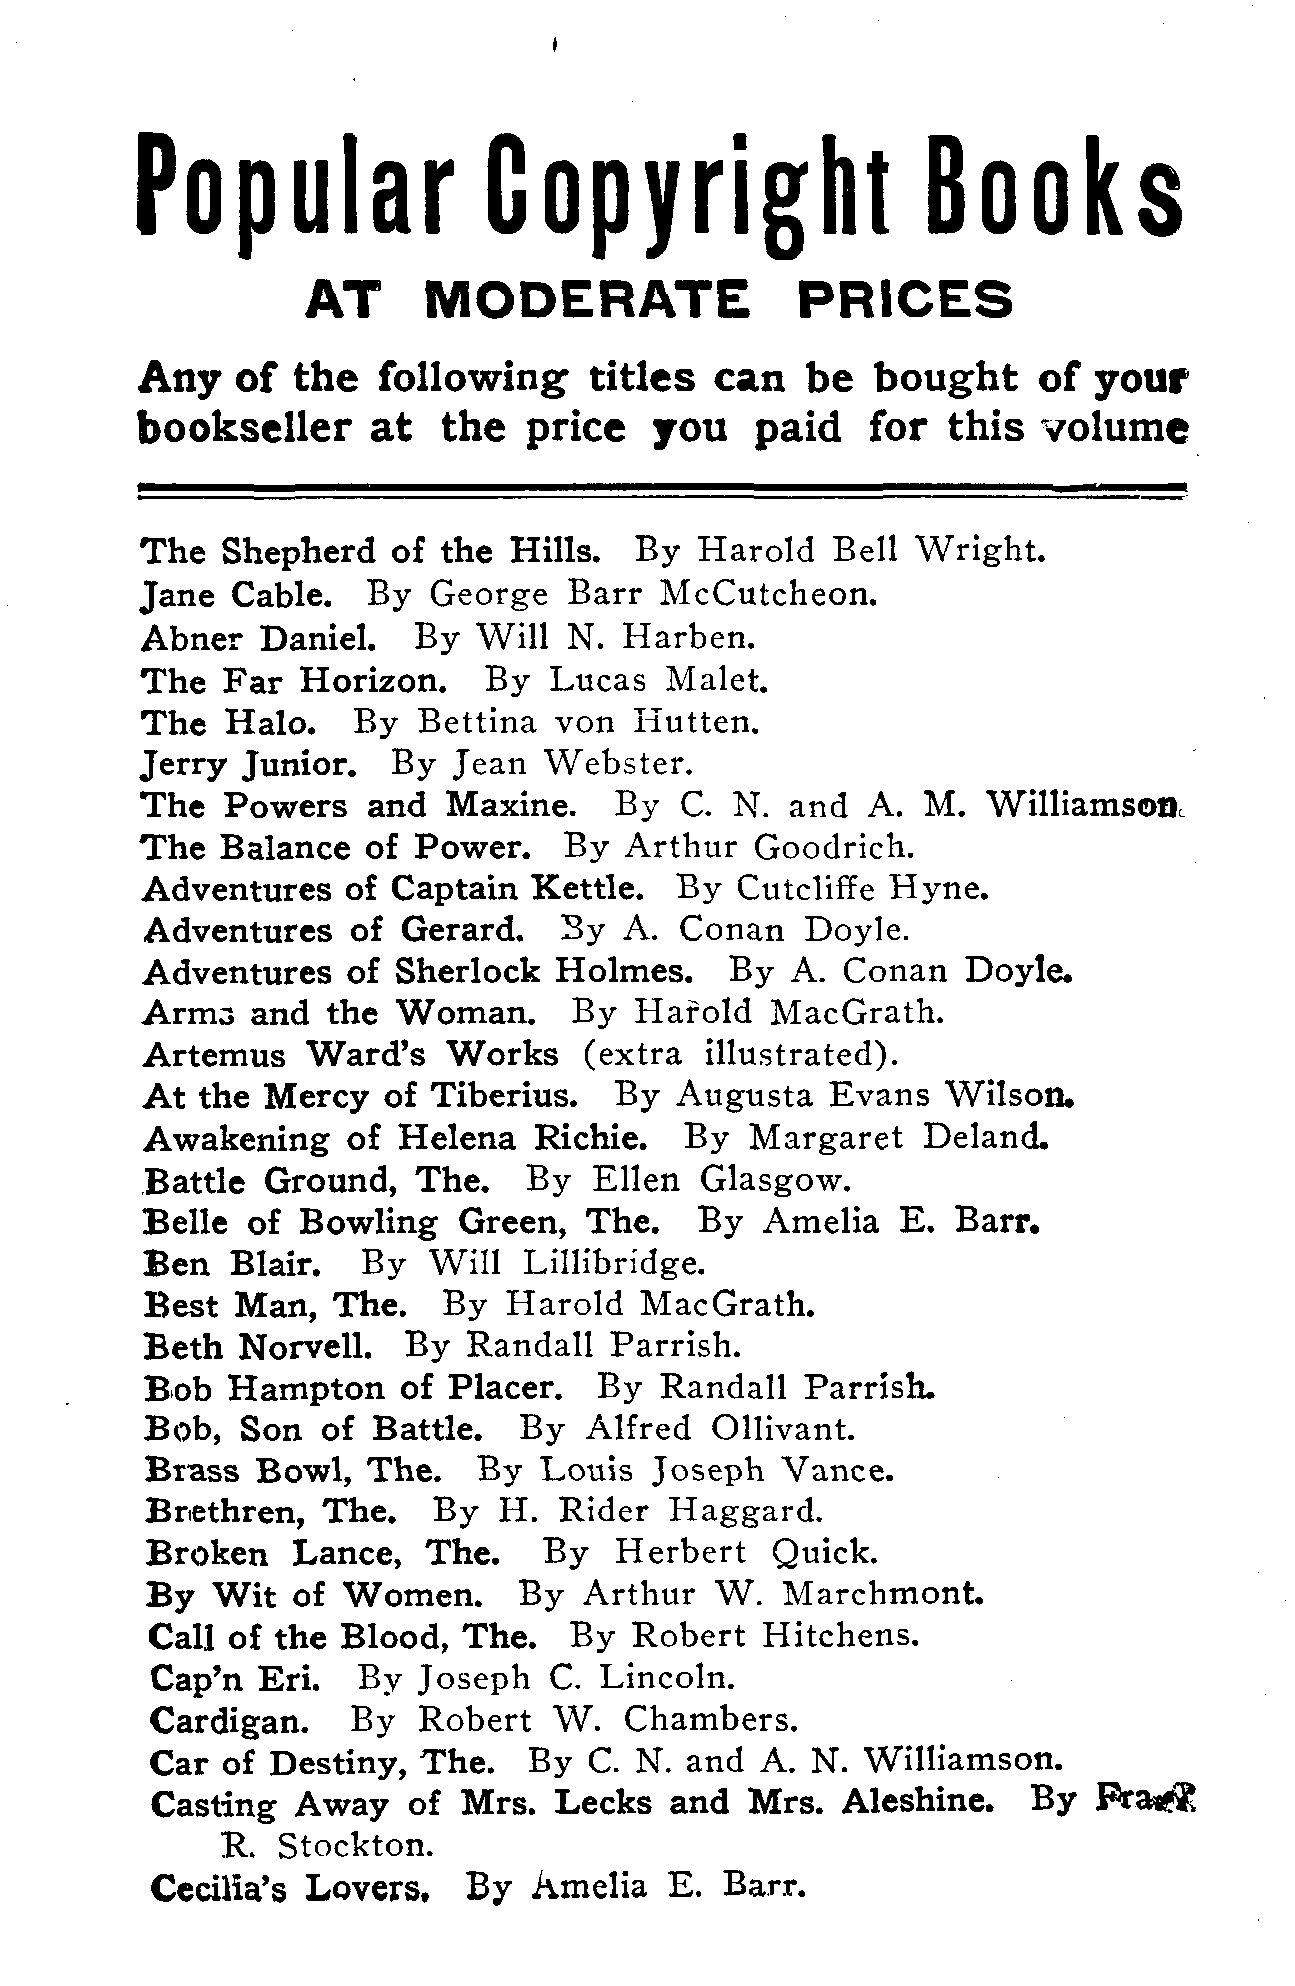 Popular Copyright Books
AT MODERATE PRICES
Any of the following titles can be bought of your
bookseller at the price you paid for this volume
The Shepherd of the Hills. By Harold Bell Wright.
Jane Cable. By George Barr McCutcheon.
Abner Daniel. By Will N. Harben.
The Far Horizon. By Lucas Malet.
The Halo. By Bettina von Hutten.
Jerry Junior. By Jean Webster.
The Powers and Maxine. By C. N. and A. M. Williamson.
The Balance of Power. By Arthur Goodrich.
Adventures of Captain Kettle. By Cutcliffe Hyne.
Adventures of Gerard. By A. Conan Doyle.
Adventures of Sherlock Holmes. By A. Conan Doyle.
Arms and the Woman. By Harold MacGrath.
Artemus Ward's Works (extra illustrated).
At the Mercy of Tiberius. By Augusta Evans Wilson.
Awakening of Helena Richie. By Margaret Deland.
Battle Ground, The. By Ellen Glasgow.
Belle of Bowling Green, The. By Amelia E. Barr.
Ben Blair. By Will Lillibridge.
Best Man, The. By Harold MacGrath.
Beth Norvell. By Randall Parrish.
Bob Hampton of Placer. By Randall Parrish.
Bob, Son of Battle. By Alfred Ollivant.
Brass Bowl, The. By Louis Joseph Vance.
Brethren, The. By H. Rider Haggard.
Broken Lance, The. By Herbert Quick.
By Wit of Women. By Arthur W. Marchmont.
Call of the Blood, The. By Robert Hitchens.
Cap'n Eri. By Joseph C. Lincoln.
Cardigan. By Robert W. Chambers.
Car of Destiny, The. By C. N. and A. N. Williamson.
Casting Away of Mrs. Lecks and Mrs. Aleshine. By
R. Stockton.
Cecilia's Lovers. By Amelia E. Barr.